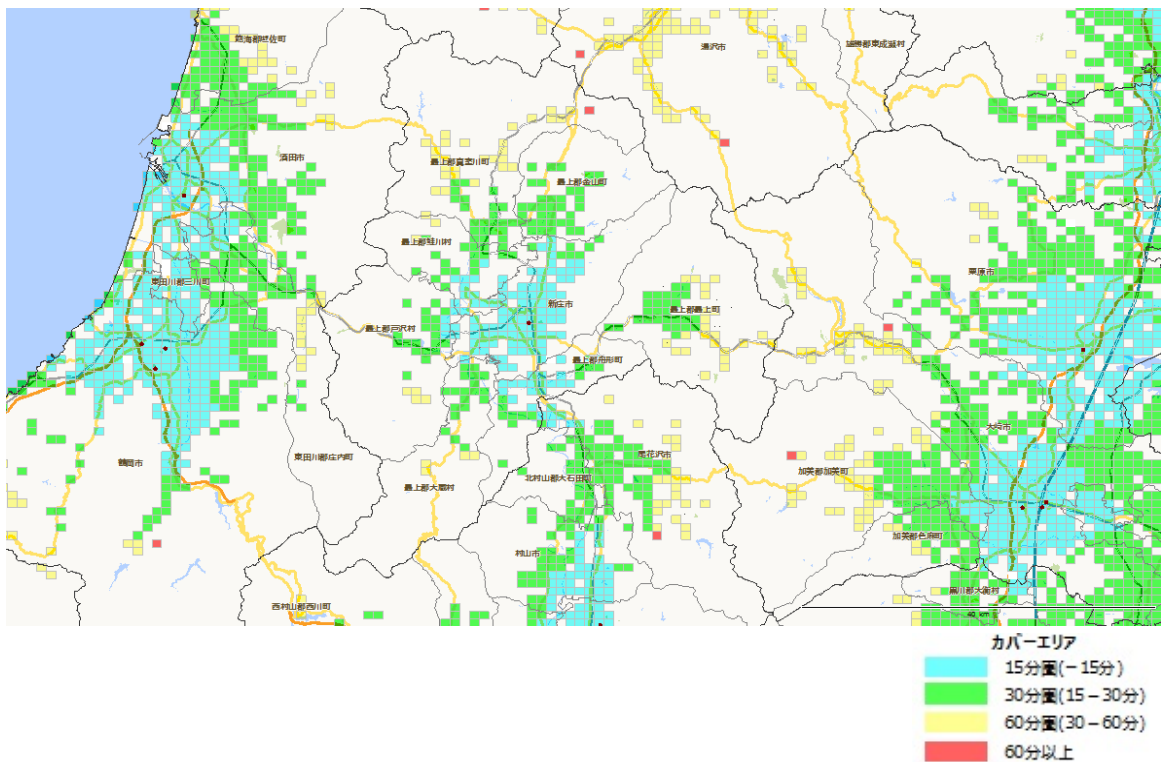 飽海郡遊佐町
湯沢市
雄勝郡東成瀬村
酒田市
最上郡真室川町
最上郡金山町
最上郡鮭川村
栗原市
東田川郡三川町
新庄市
最上郡最上町
最上郡戸沢村
最上郡舟形町
大崎市
尾花沢市
鶴岡市
東田川郡庄内町
北村山郡大石田町
加美郡加美町
最上郡大蔵村
加美郡色麻町
村山市
黒川郡大衡村
西村山郡西川町
40 km
カバーエリア
15分圏(-15分)
30分圏(15-30分)
60分圏(30-60分)
60分以上